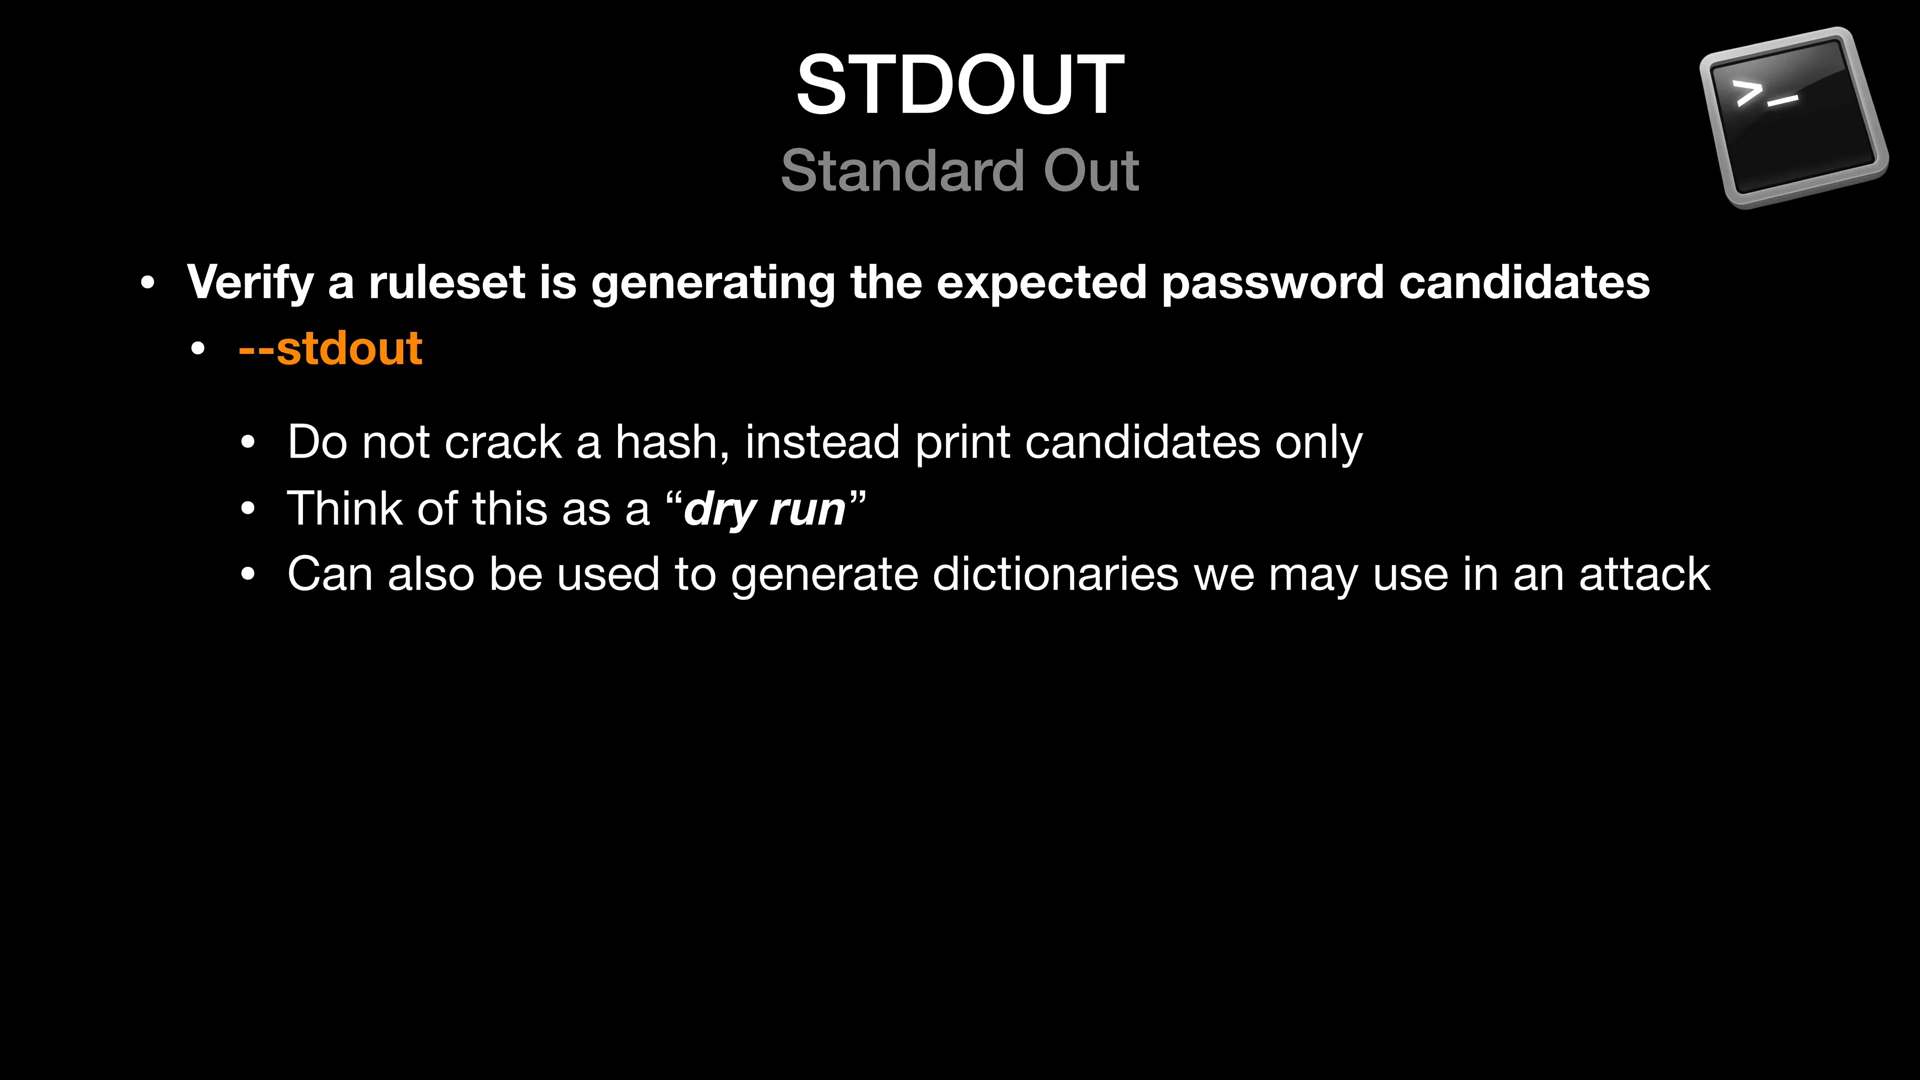 STDOUT
>_
Standard Out
• Verify a ruleset is generating the expected password candidates
• --stdout
• Do not crack a hash, instead print candidates only
• Think of this as a “dry run”
• Can also be used to generate dictionaries we may use in an attack